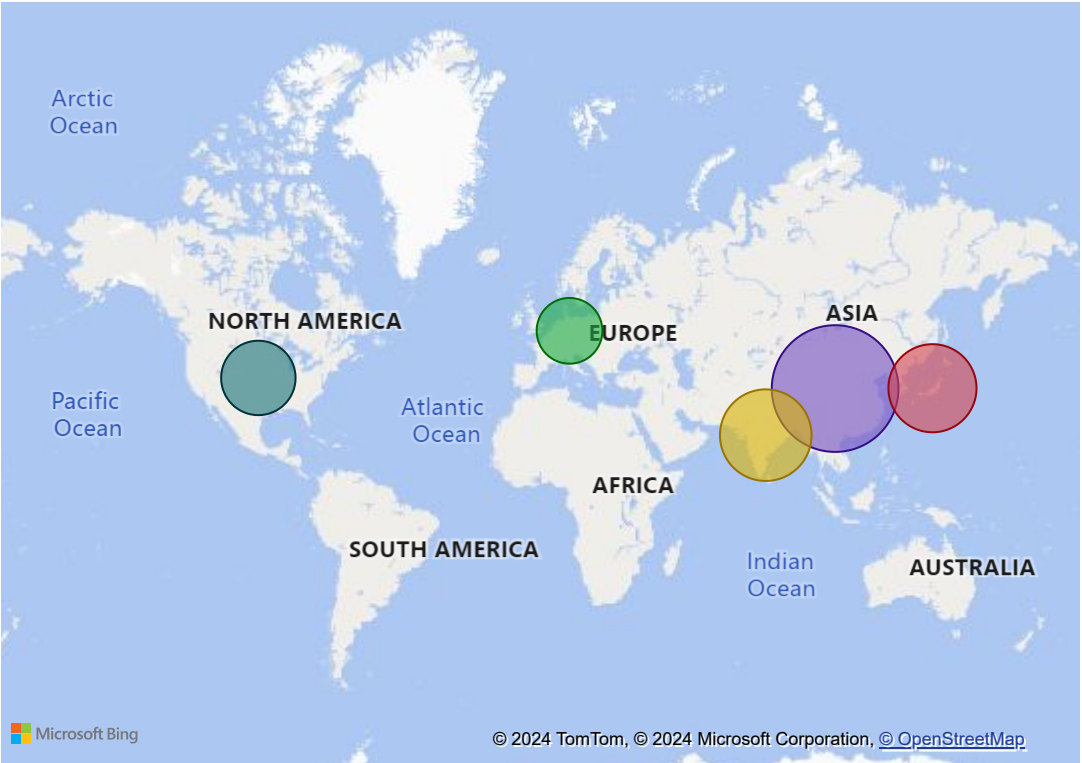 Arctic
Ocean
NORTH AMERICA
ASIA
EUROPE
Pacific
Ocean
Atlantic
Ocean
AFRICA
SOUTH AMERICA
Indian
Ocean
AUSTRALIA
Microsoft Bing
© 2024 TomTom, © 2024 Microsoft Corporation, © OpenStreetMap